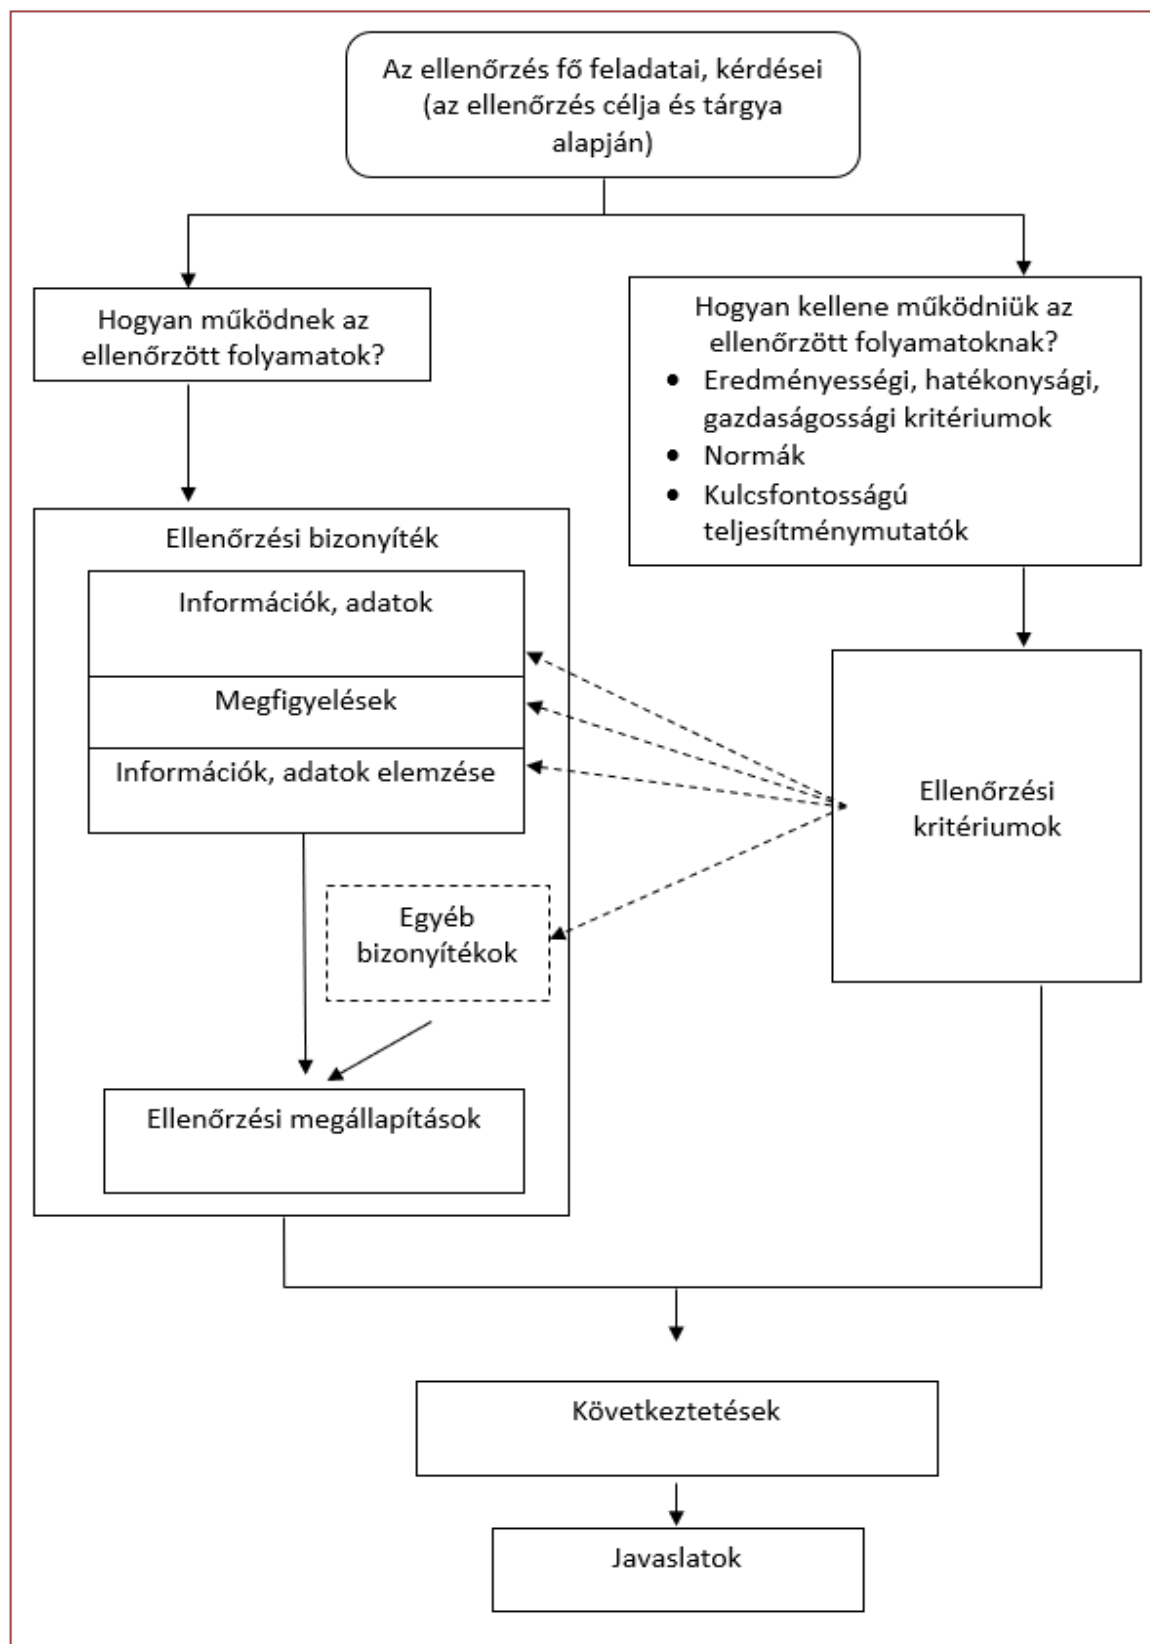 Az ellenőrzés fő feladatai, kérdései
(az ellenőrzés célja és tárgya
alapján)
Hogyan működnek az
ellenőrzött folyamatok?
Hogyan kellene működniük az
ellenőrzött folyamatoknak?
• Eredményességi, hatékonysági,
gazdaságossági kritériumok
• Normák
• Kulcsfontosságú
teljesítménymutatók
Ellenőrzési bizonyíték
Információk, adatok
Megfigyelések
Információk, adatok elemzése
Ellenőrzési
kritériumok
Egyéb
bizonyítékok
Ellenőrzési megállapítások
Következtetések
Javaslatok